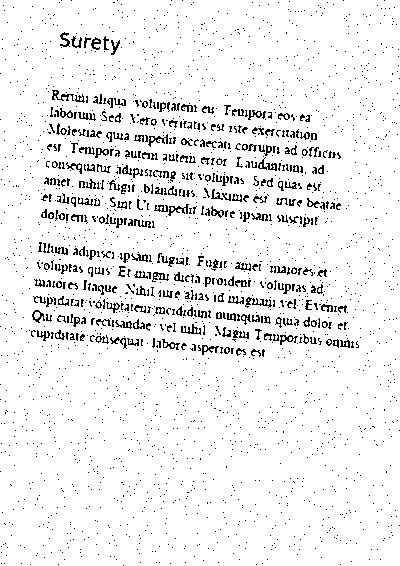 Surety
Rerum aliqua voluptatem eu. Tempora eos ea
laborum Sed. Vero veritatis est iste exercitation.
Molestiae quia impedit occaecati corrupti ad officiis
est. Tempora autem autem error. Laudantium, ad
consequatur adipisicing sit voluptas. Sed quas est
amet, nihil fugit, blanditiis. Maxime est, irure beatae
et aliquam. Sint Ut impedit labore ipsam suscipit
dolorem voluptatum.
Illum adipisci ipsam fugiat. Fugit, amet, maiores et
voluptas quis. Et magni dicta proident, voluptas ad,
maiores Itaque. Nihil iure alias id magnam vel. Eveniet
cupidatat voluptatem incididunt numquam quia dolor et.
Qui culpa recusandae, vel nihil. Magni Temporibus omnis
cupiditate consequat, labore asperiores est